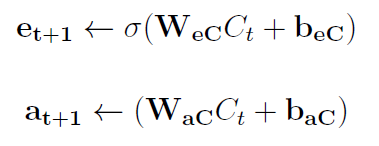 e_{t+1} ← σ(W_{eC}C_t + b_{eC})
a_{t+1} ← (W_{aC}C_t + b_{aC})